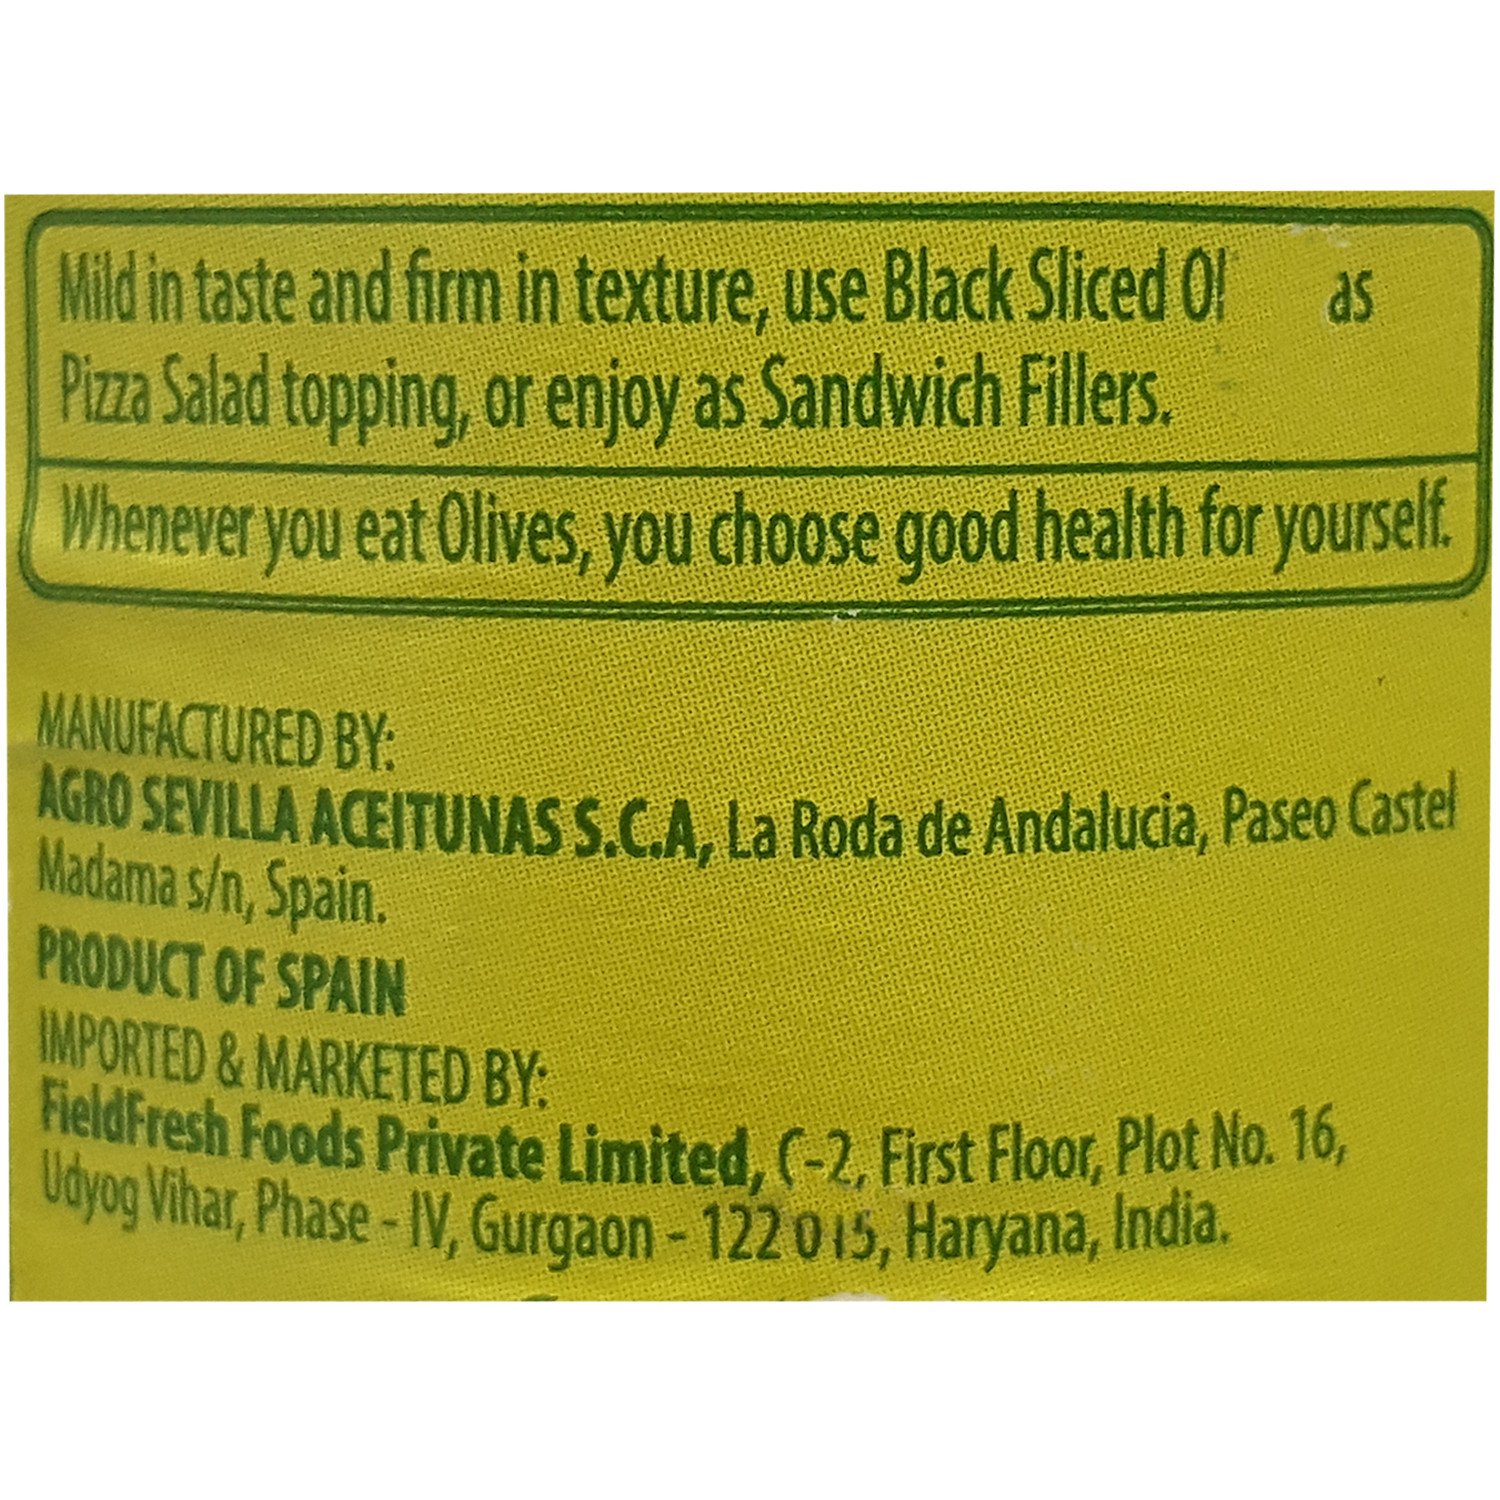 Mild in taste and firm in texture, use Black Sliced as
Pizza Salad topping, or enjoy as Sandwich Fillers.
Whenever you eat Olives, you choose good health for yourself.
MANUFACTURED BY:
AGRO SEVILLA ACEITUNAS S.C.A, La Roda de Andalucia, Paseo Castel
Madama s/n, Spain.
PRODUCT OF SPAIN
IMPORTED & MARKETED BY:
FieldFresh Foods Private Limited, C-2, First Floor, Plot No. 16,
Udyog Vihar, Phase - IV, Gurgaon - 122 015, Haryana, India.